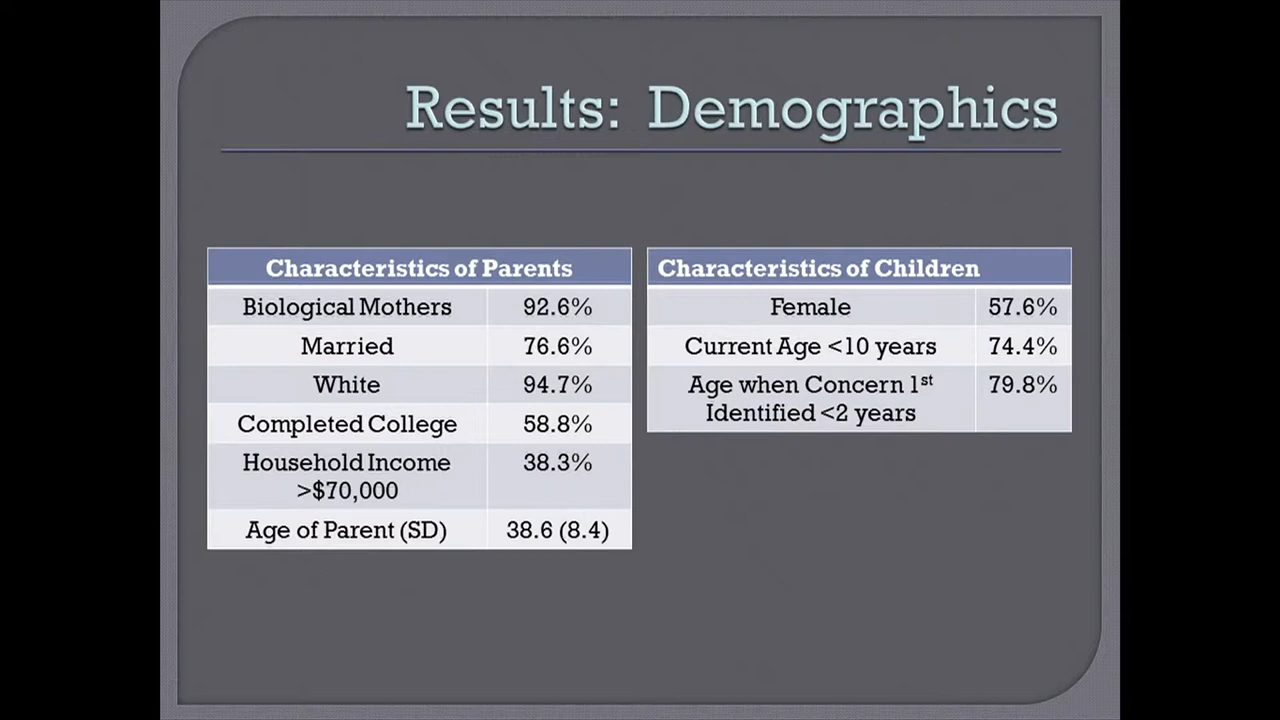 Results: Demographics
Characteristics of Parents
Biological Mothers 92.6%
Married 76.6%
White 94.7%
Completed College 58.8%
Household Income 38.3%
>$70,000
Age of Parent (SD) 38.6 (8.4)
Characteristics of Children
Female 57.6%
Current Age <10 years 74.4%
Age when Concern 1st 79.8%
Identified <2 years